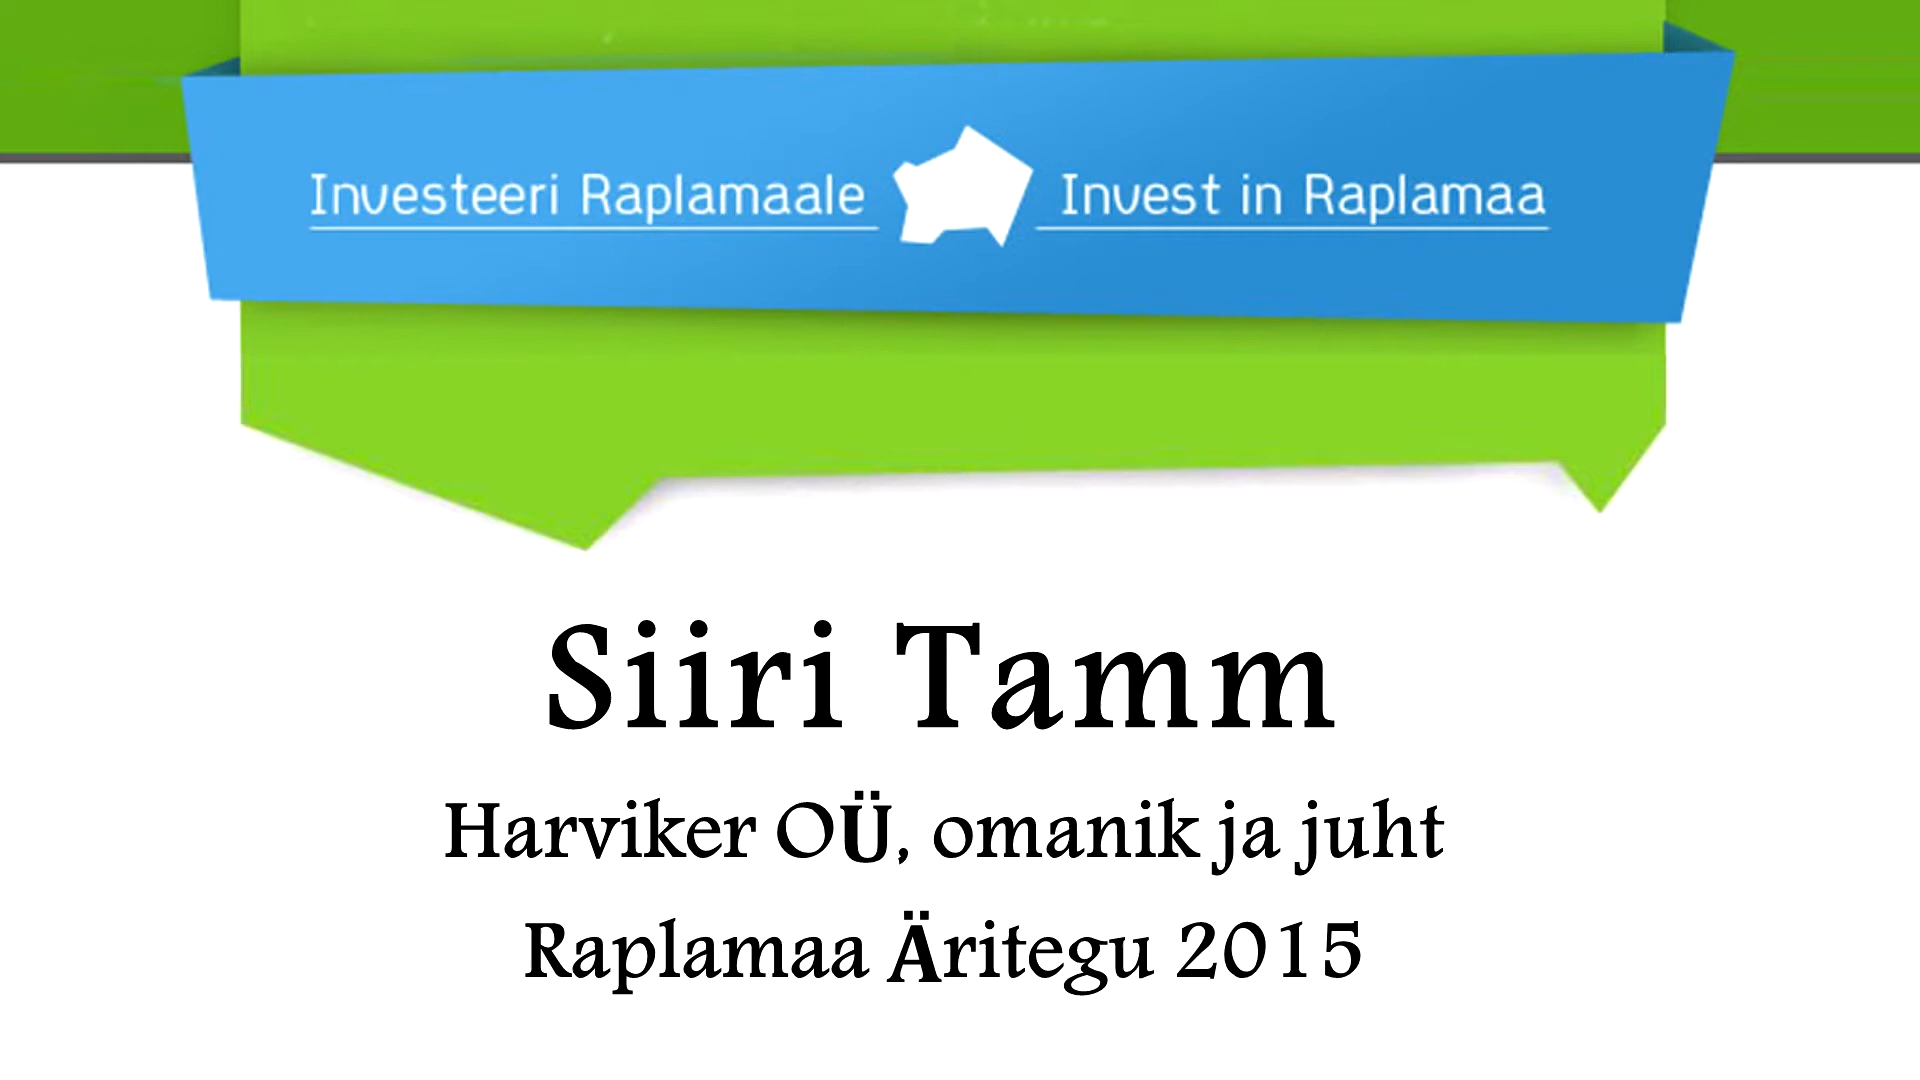 Investeeri Raplamaale Invest in Raplamaa
Siiri Tamm
Harviker OÜ, omanik ja juht
Raplamaa Äritegu 2015